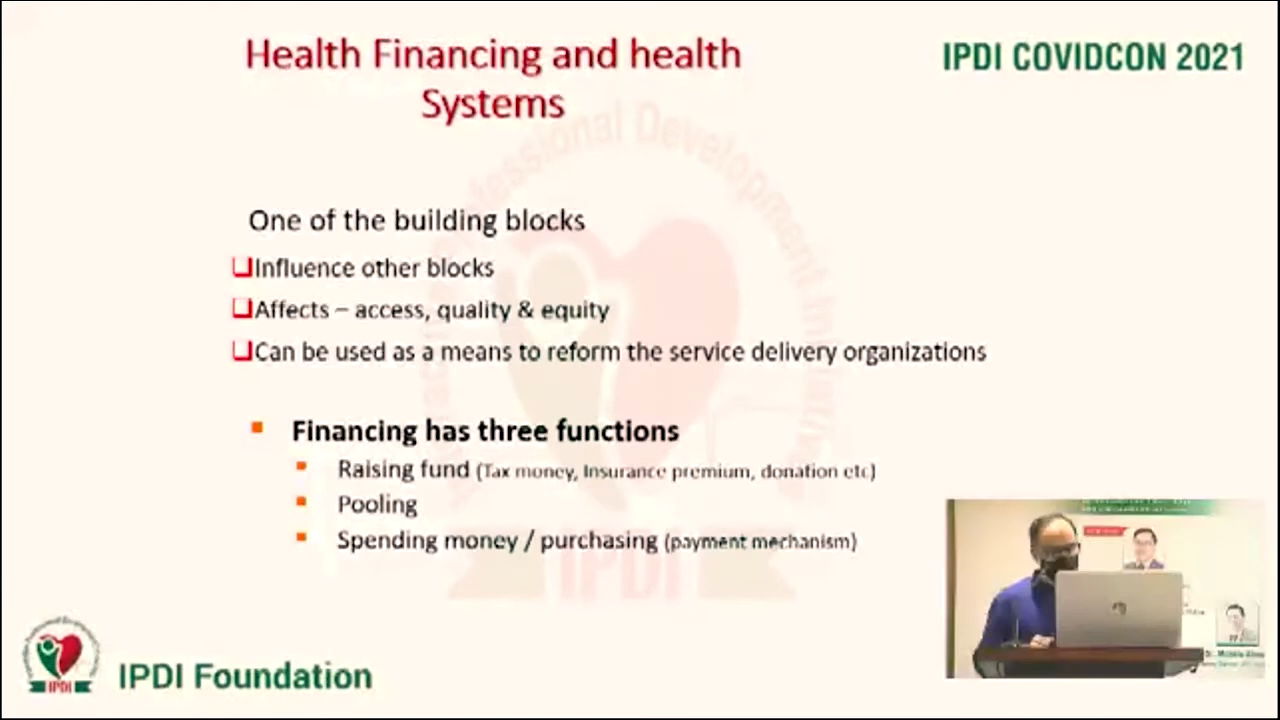 Health Financing and health
Systems
IPDI COVIDCON 2021
One of the building blocks
Influence other blocks
Affects – access, quality & equity
Can be used as a means to reform the service delivery organizations
Financing has three functions
Raising fund (Tax money, Insurance premium, donation etc)
Pooling
Spending money / purchasing (payment mechanism)
IPDI
IPDI
IPDI Foundation